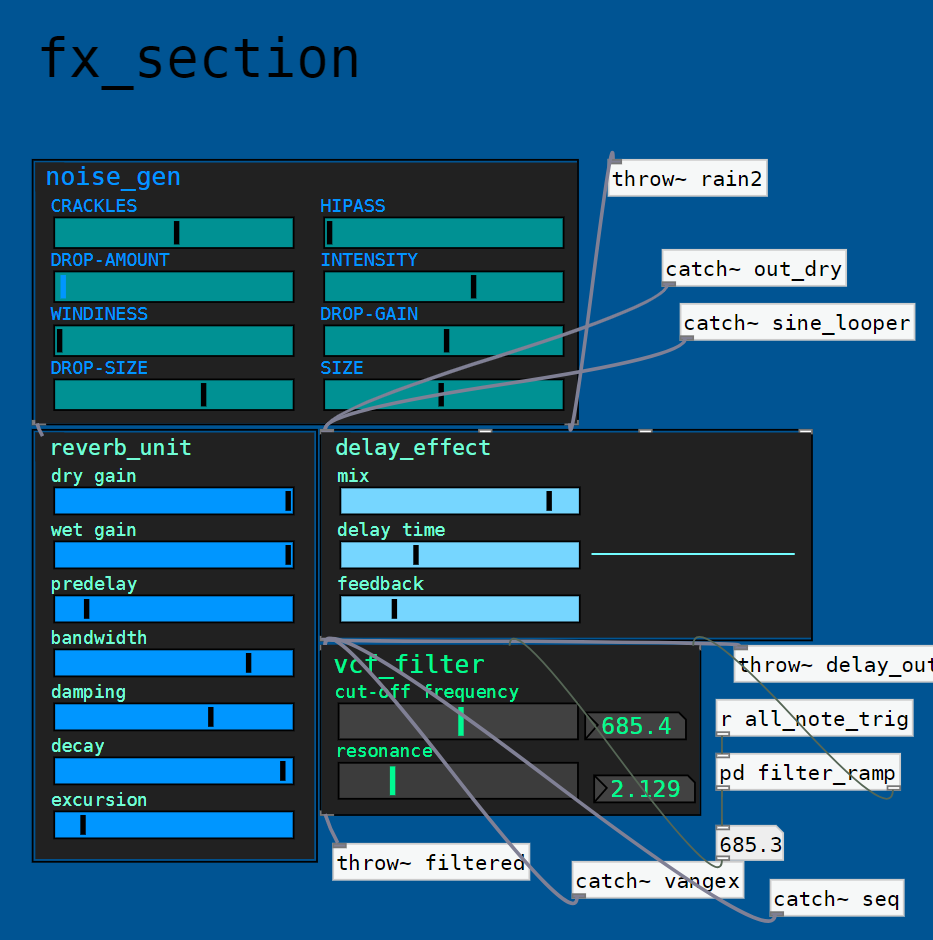 fx_section
noise_gen
CRACKLES
HIPASS
DROP-AMOUNT
INTENSITY
WINDINESS
DROP-GAIN
DROP-SIZE
SIZE
throw~ rain2
catch~ out_dry
catch~ sine_looper
reverb_unit
dry gain
wet gain
predelay
bandwidth
damping
decay
excursion
delay_effect
mix
delay time
feedback
vcf_filter
cut-off frequency
685.4
resonance
2.129
throw~ delay_out
r all_note_trig
pd filter_ramp
685.3
throw~ filtered
catch~ vangex
catch~ seq